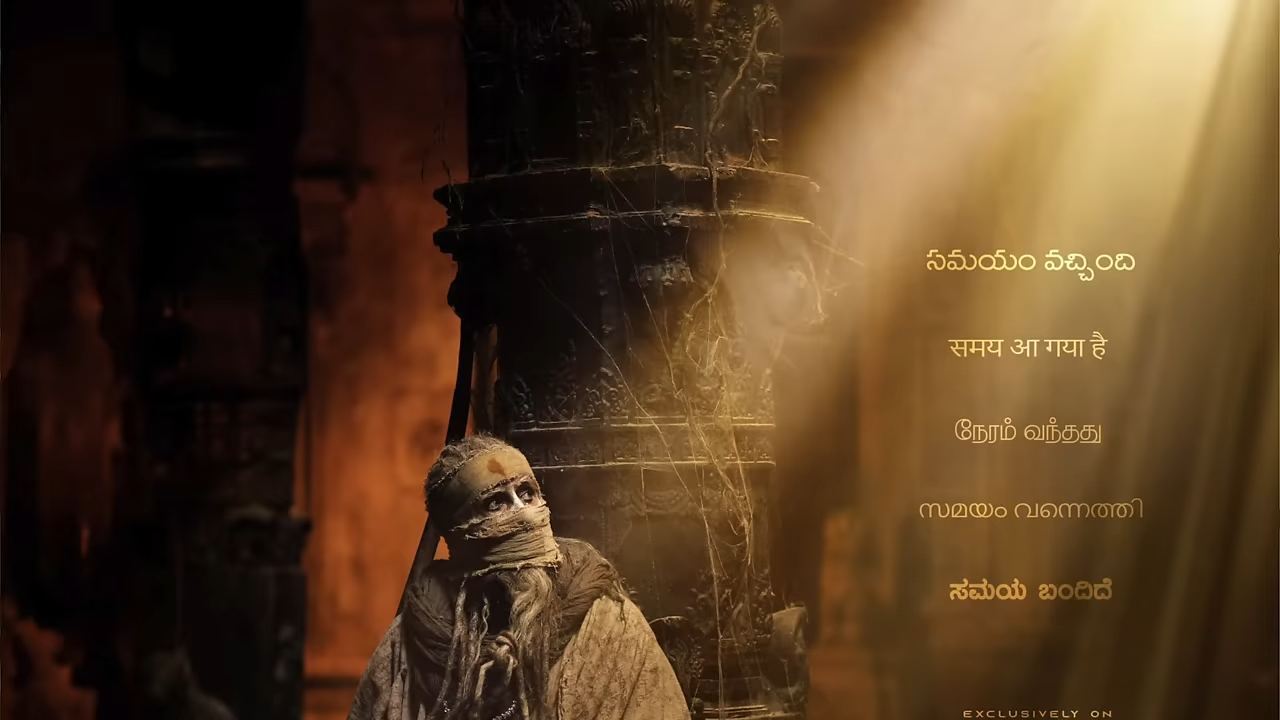 సమయం వచ్చింది
समय आ गया है
நேரம் வந்தது
സമയം വന്നെത്തി
ಸಮಯ ಬಂದಿದೆ
EXCLUSIVELY ON